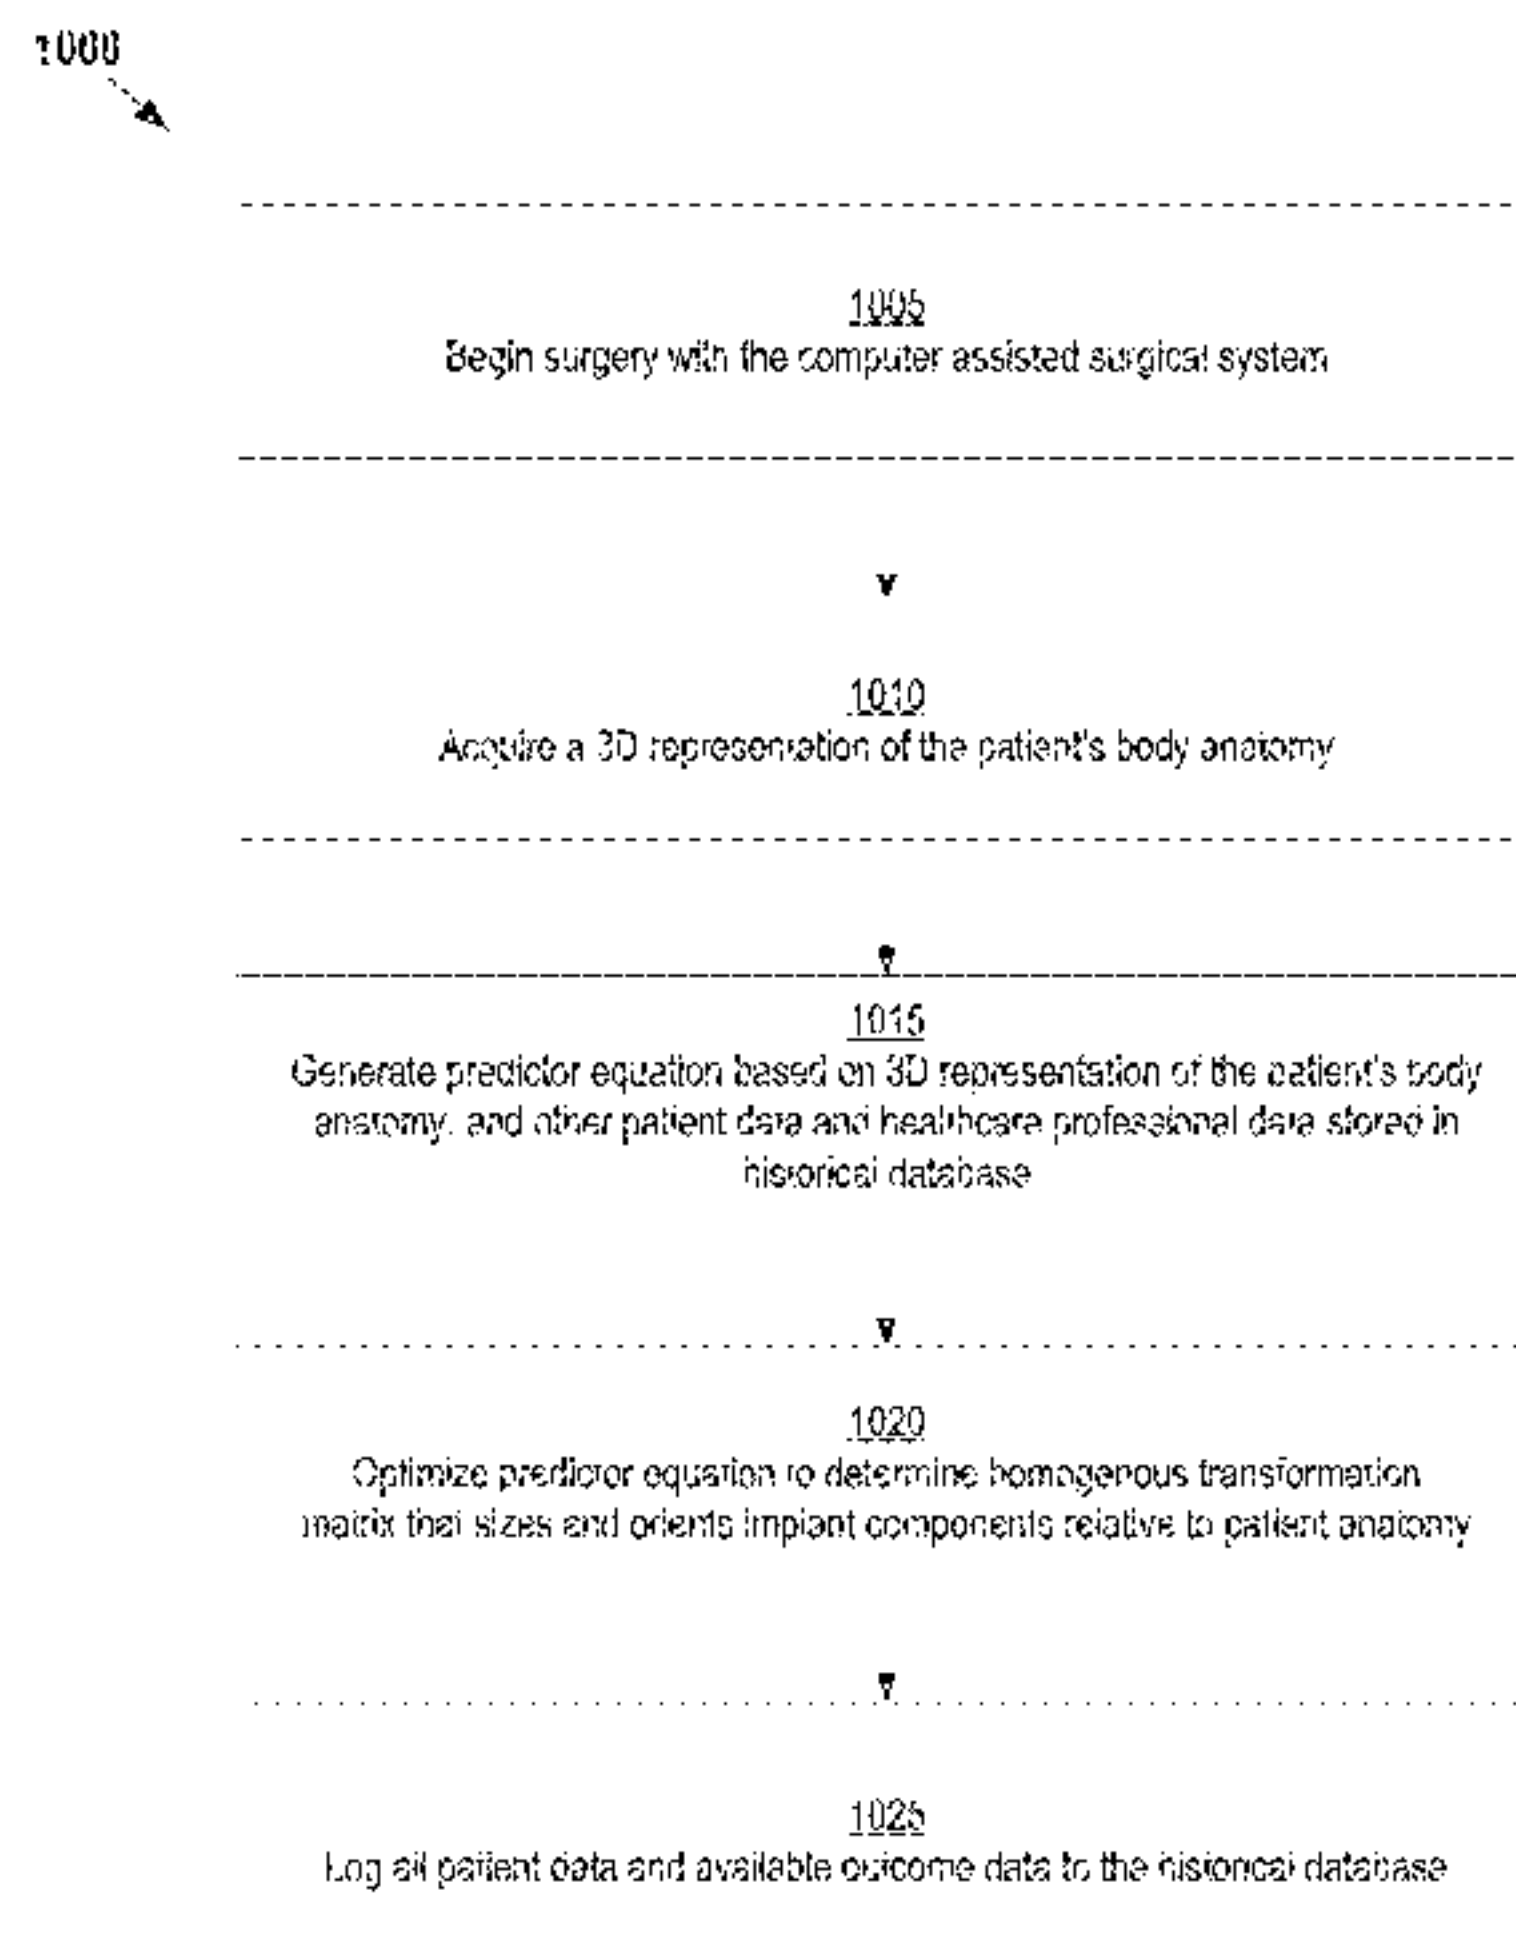 1000
1005
Begin surgery with the computer assisted surgical system
1010
Acquire a 3D representation of the patient's body anatomy
1015
Generate predictor equation based on 3D representation of the patient's body
anatomy, and other patient data and healthcare professional data stored in
historical database
1020
Optimize predictor equation to determine homogenous transformation
matrix that sizes and orients implant components relative to patient anatomy
1025
Log all patient data and available outcome data to the historical database